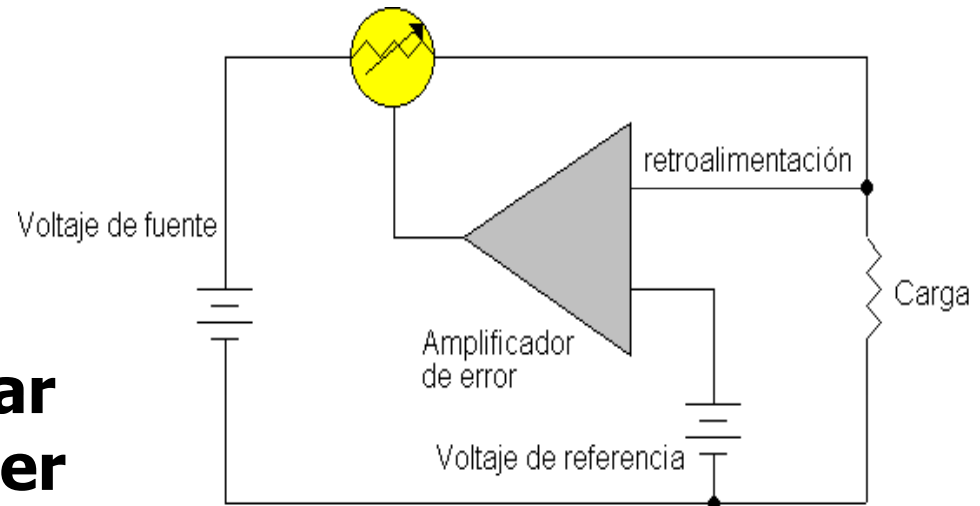 retroalimentación
Voltaje de fuente
Carga
Amplificador
de error
Voltaje de referencia